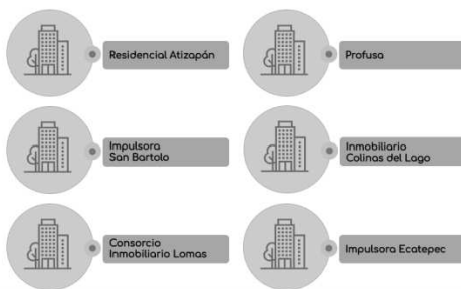 Residencial Atizapán
Profusa
Impulsora
San Bartolo
Inmobiliario
Colinas del Lago
Consorcio
Inmobiliario Lomas
Impulsora Ecatepec